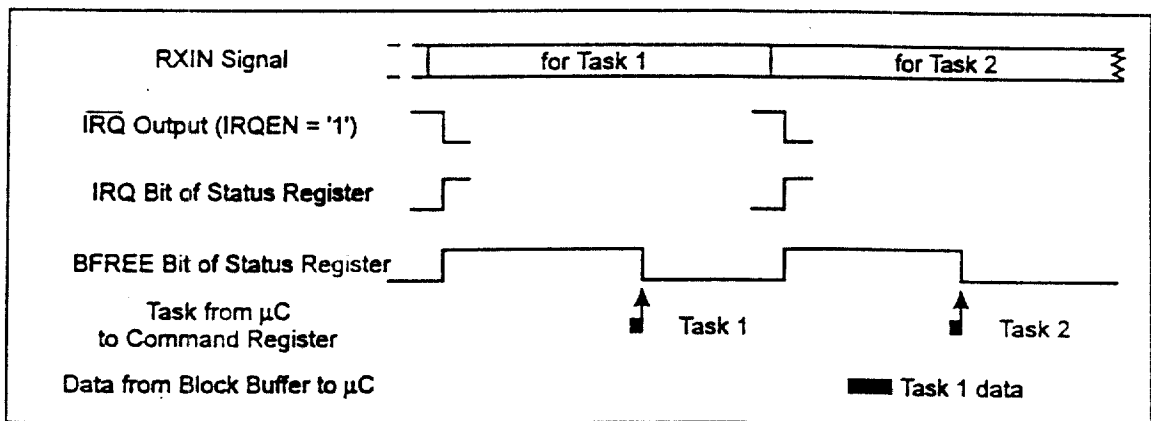 RXIN Signal
for Task 1
for Task 2
I̅R̅Q̅ Output (IRQEN = '1')
IRQ Bit of Status Register
BFREE Bit of Status Register
Task from μC
to Command Register
Task 1
Task 2
Data from Block Buffer to μC
Task 1 data